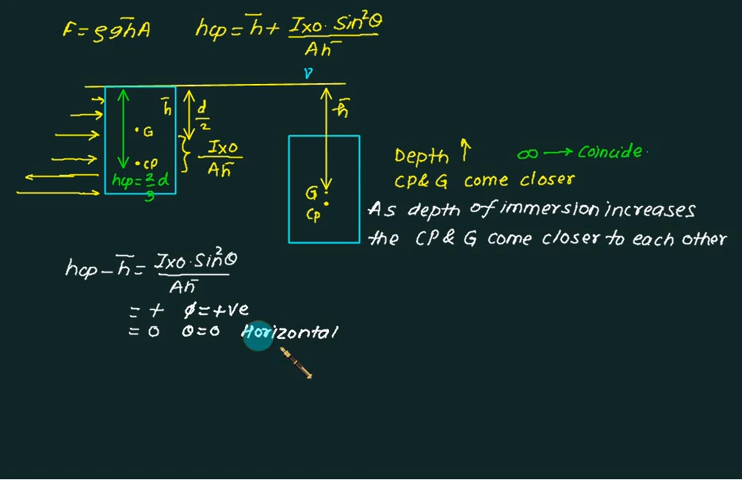 F = ρgh̄A hcp = h̄ + Ixo·Sin²θ / Ah̄
∇
h̄ d/2 h̄
G
CP } Ixo / Ah̄
hcp = 2/3 d
G
CP
Depth ↑ ∞ → Coincide.
CP & G come closer
As depth of immersion increases
the CP & G come closer to each other
hcp - h̄ = Ixo·Sin²θ / Ah̄
= + θ = +ve
= 0 θ = 0 Horizontal